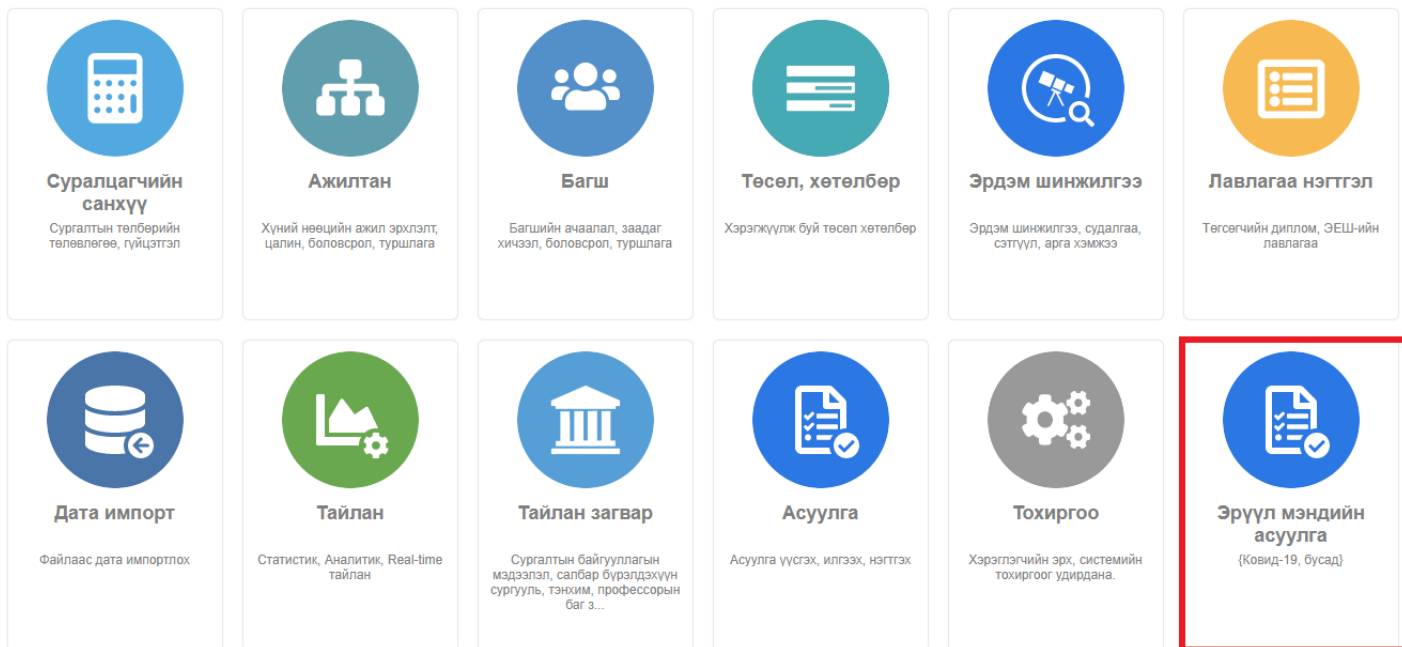 Суралцагчийн
санхүү
Сургалтын төлбөрийн
төлөвлөгөө, гүйцэтгэл
Ажилтан
Хүний нөөцийн ажил эрхлэлт,
цалин, боловсрол, туршлага
Багш
Багшийн ачаалал, заадаг
хичээл, боловсрол, туршлага
Төсөл, хөтөлбөр
Хэрэгжүүлж буй төсөл хөтөлбөр
Эрдэм шинжилгээ
Эрдэм шинжилгээ, судалгаа,
сэтгүүл, арга хэмжээ
Лавлагаа нэгтгэл
Төгсөгчийн диплом, ЭЕШ-ийн
лавлагаа
Дата импорт
Файлаас дата импортлох
Тайлан
Статистик, Аналитик, Real-time
тайлан
Тайлан загвар
Сургалтын байгууллагын
мэдээлэл, салбар бүрэлдэхүүн
сургууль, тэнхим, профессорын
баг з...
Асуулга
Асуулга үүсгэх, илгээх, нэгтгэх
Тохиргоо
Хэрэглэгчийн эрх, системийн
тохиргоог удирдана.
Эрүүл мэндийн
асуулга
{Ковид-19, бусад}